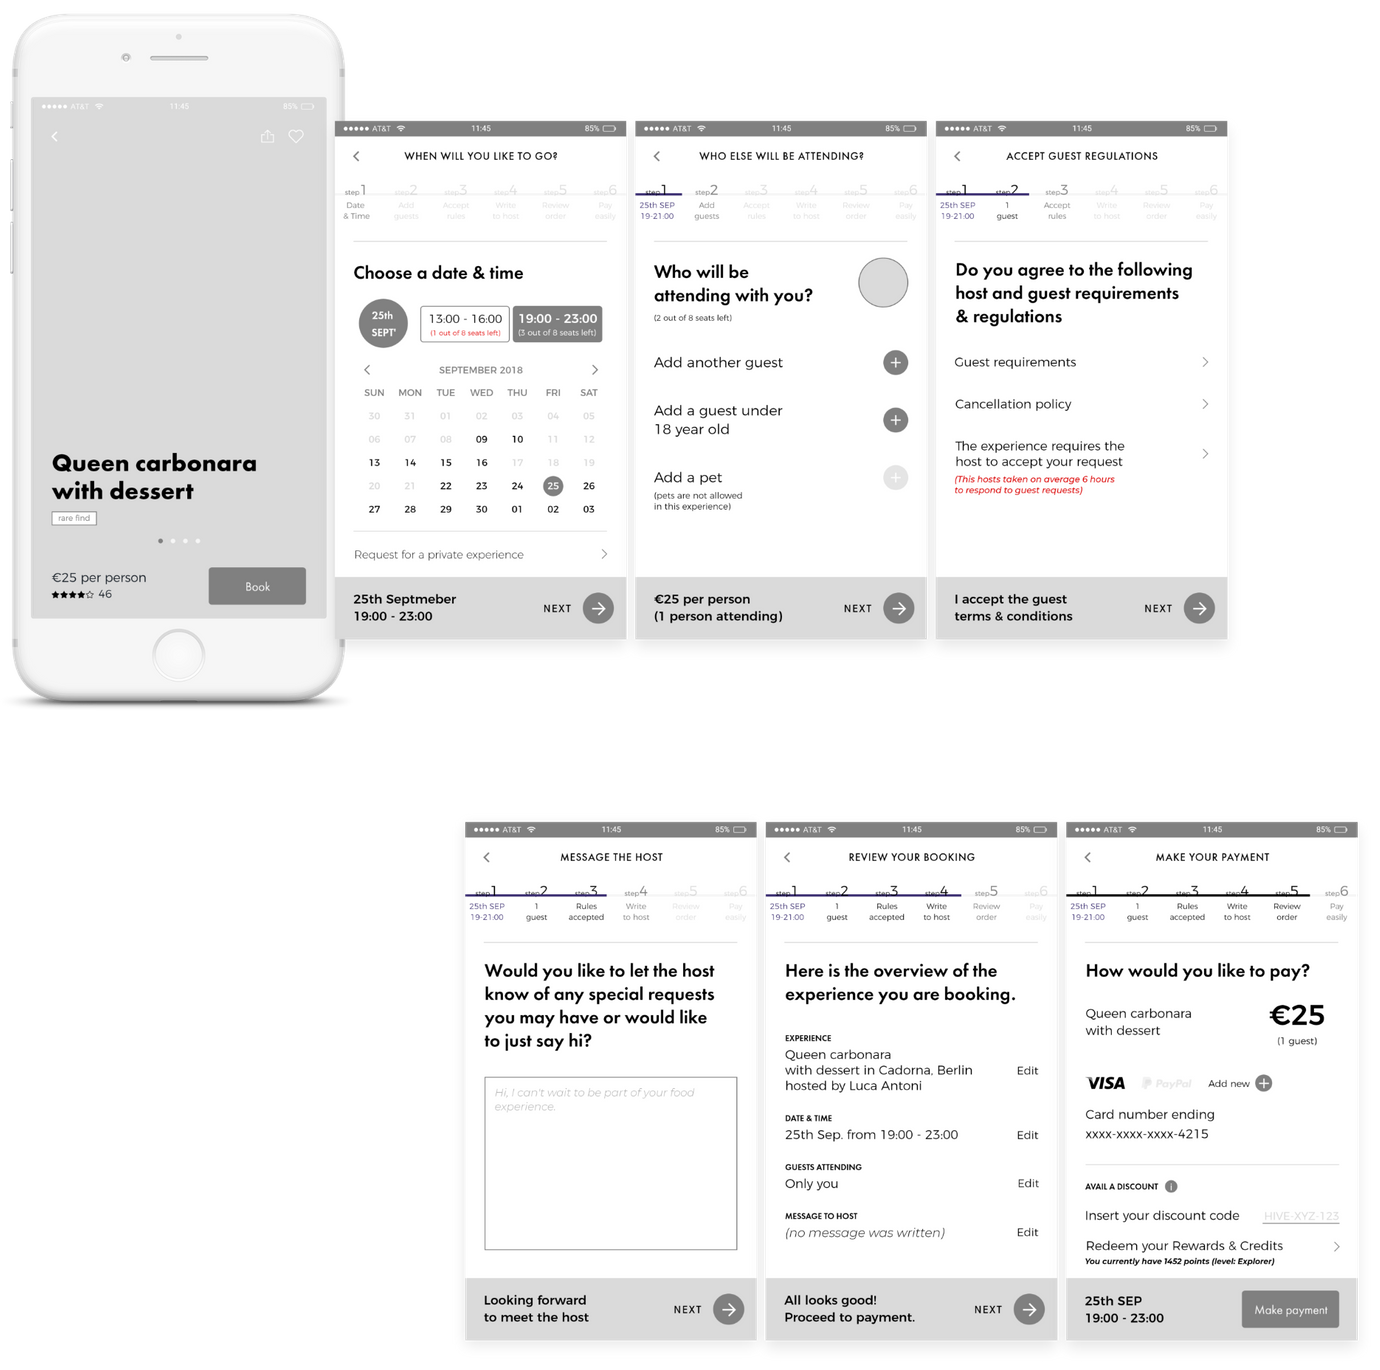 AT&T 11:45 85%
Queen carbonara
with dessert
rare find
€25 per person
46
Book
AT&T 11:45 85%
WHEN WILL YOU LIKE TO GO?
step1 step2 step3 step4 step5 step6
Date Add Accept Write Review Pay
& Time guests rules to host order easily
Choose a date & time
25th
SEPT'
13:00 - 16:00
(1 out of 8 seats left)
19:00 - 23:00
(3 out of 8 seats left)
SEPTEMBER 2018
SUN MON TUE WED THU FRI SAT
30 31 01 02 03 04 05
06 07 08 09 10 11 12
13 14 15 16 17 18 19
20 21 22 23 24 25 26
27 28 29 30 01 02 03
Request for a private experience
25th Septmeber
19:00 - 23:00
NEXT
AT&T 11:45 85%
WHO ELSE WILL BE ATTENDING?
step1 step2 step3 step4 step5 step6
25th SEP Add Accept Write Review Pay
19-21:00 guests rules to host order easily
Who will be
attending with you?
(2 out of 8 seats left)
Add another guest
Add a guest under
18 year old
Add a pet
(pets are not allowed
in this experience)
€25 per person
(1 person attending)
NEXT
AT&T 11:45 85%
ACCEPT GUEST REGULATIONS
step1 step2 step3 step4 step5 step6
25th SEP 1 Accept Write Review Pay
19-21:00 guest rules to host order easily
Do you agree to the following
host and guest requirements
& regulations
Guest requirements
Cancellation policy
The experience requires the
host to accept your request
(This hosts taken on average 6 hours
to respond to guest requests)
I accept the guest
terms & conditions
NEXT
AT&T 11:45 85%
MESSAGE THE HOST
step1 step2 step3 step4 step5 step6
25th SEP 1 Rules Write Review Pay
19-21:00 guest accepted to host order easily
Would you like to let the host
know of any special requests
you may have or would like
to just say hi?
Hi, I can't wait to be part of your food
experience.
Looking forward
to meet the host
NEXT
AT&T 11:45 85%
REVIEW YOUR BOOKING
step1 step2 step3 step4 step5 step6
25th SEP 1 Rules Write Review Pay
19-21:00 guest accepted to host order easily
Here is the overview of the
experience you are booking.
EXPERIENCE
Queen carbonara
with dessert in Cadorna, Berlin
hosted by Luca Antoni
Edit
DATE & TIME
25th Sep. from 19:00 - 23:00 Edit
GUESTS ATTENDING
Only you Edit
MESSAGE TO HOST
(no message was written) Edit
All looks good!
Proceed to payment.
NEXT
AT&T 11:45 85%
MAKE YOUR PAYMENT
step1 step2 step3 step4 step5 step6
25th SEP 1 Rules Write Review Pay
19-21:00 guest accepted to host order easily
How would you like to pay?
Queen carbonara
with dessert
€25
(1 guest)
VISA PayPal Add new
Card number ending
xxxx-xxxx-xxxx-4215
AVAIL A DISCOUNT i
Insert your discount code HIVE-XYZ-123
Redeem your Rewards & Credits
You currently have 1452 points (level: Explorer)
25th SEP
19:00 - 23:00
Make payment